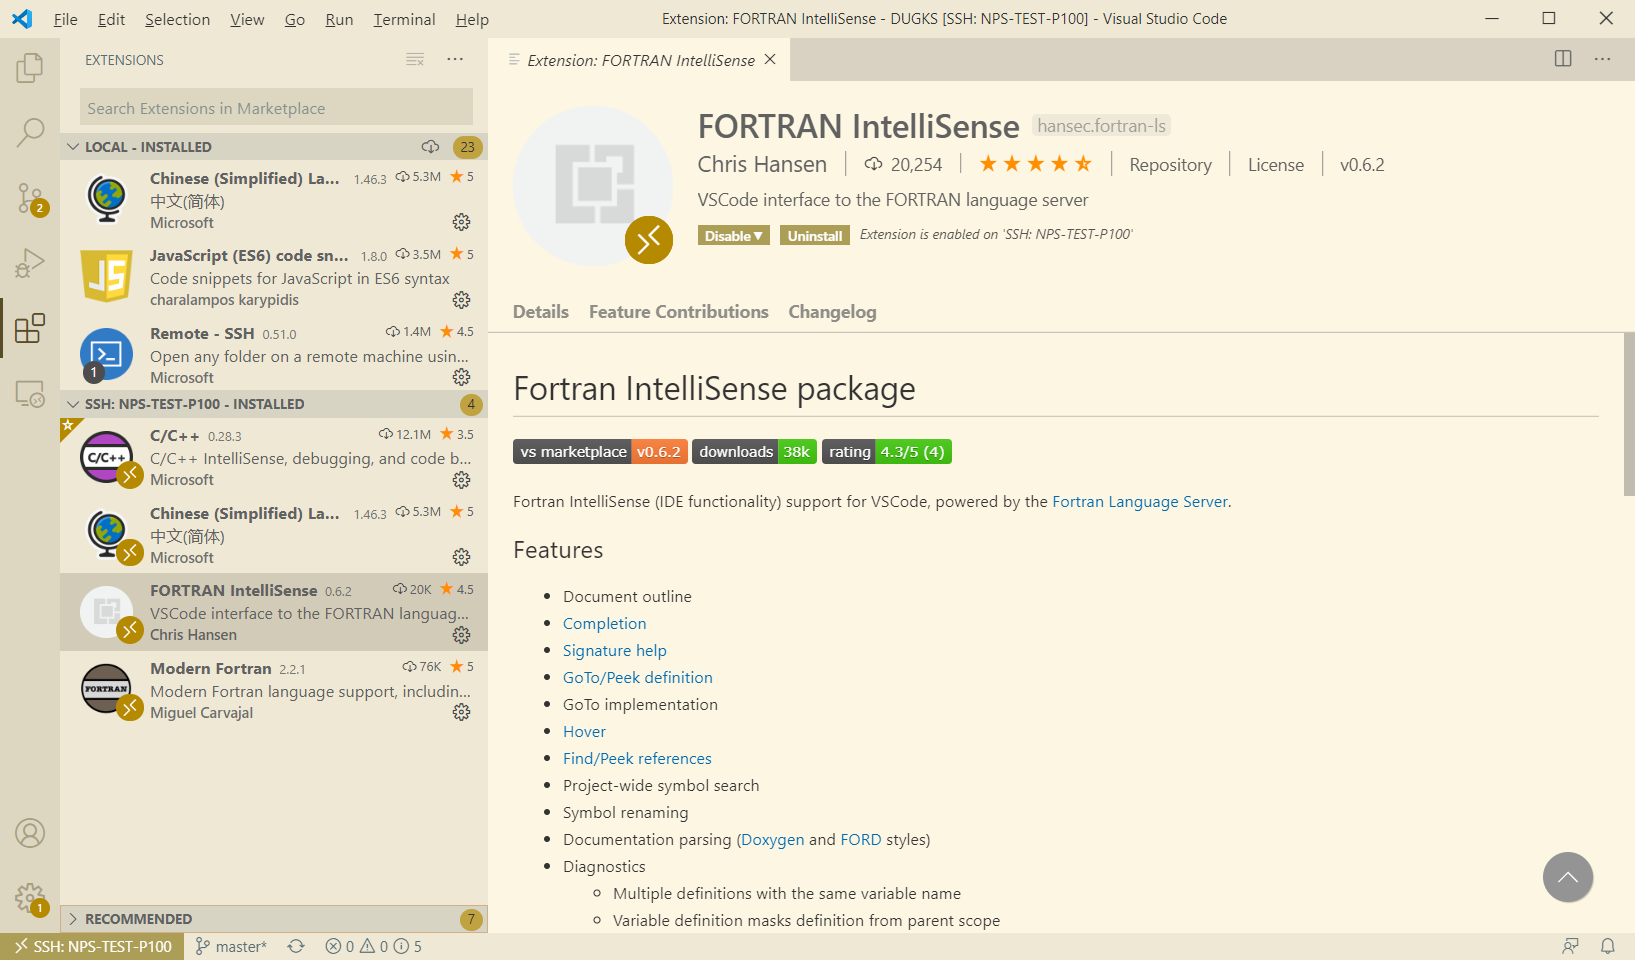 File Edit Selection View Go Run Terminal Help
Extension: FORTRAN IntelliSense - DUGKS [SSH: NPS-TEST-P100] - Visual Studio Code
EXTENSIONS
Search Extensions in Marketplace
LOCAL - INSTALLED 23
Chinese (Simplified) La... 1.46.3 5.3M 5
中文(简体)
Microsoft
JS
JavaScript (ES6) code sn... 1.8.0 3.5M 5
Code snippets for JavaScript in ES6 syntax
charalampos karypidis
Remote - SSH 0.51.0 1.4M 4.5
Open any folder on a remote machine usin...
1
Microsoft
SSH: NPS-TEST-P100 - INSTALLED 4
C/C++ 0.28.3 12.1M 3.5
C/C++
C/C++ IntelliSense, debugging, and code b...
Microsoft
Chinese (Simplified) La... 1.46.3 5.3M 5
中文(简体)
Microsoft
FORTRAN IntelliSense 0.6.2 20K 4.5
VSCode interface to the FORTRAN languag...
Chris Hansen
Modern Fortran 2.2.1 76K 5
FORTRAN
Modern Fortran language support, includin...
Miguel Carvajal
RECOMMENDED 7
2
1
Extension: FORTRAN IntelliSense
FORTRAN IntelliSense hansec.fortran-ls
Chris Hansen 20,254 Repository License v0.6.2
VSCode interface to the FORTRAN language server
Disable Uninstall Extension is enabled on 'SSH: NPS-TEST-P100'
Details Feature Contributions Changelog
Fortran IntelliSense package
vs marketplace v0.6.2 downloads 38k rating 4.3/5 (4)
Fortran IntelliSense (IDE functionality) support for VSCode, powered by the Fortran Language Server.
Features
Document outline
Completion
Signature help
GoTo/Peek definition
GoTo implementation
Hover
Find/Peek references
Project-wide symbol search
Symbol renaming
Documentation parsing (Doxygen and FORD styles)
Diagnostics
Multiple definitions with the same variable name
Variable definition masks definition from parent scope
SSH: NPS-TEST-P100 master* 0 0 5